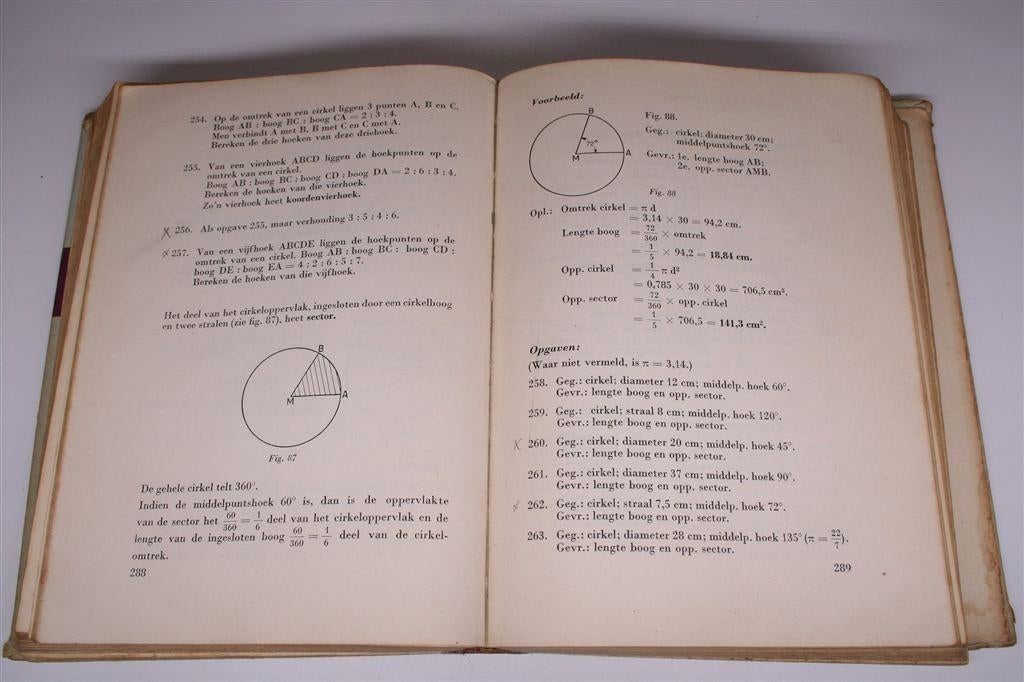 254. Op de omtrek van een cirkel liggen 3 punten A, B en C.
Boog AB : boog BC : boog CA = 2 : 3 : 4.
Men verbindt A met B, B met C en C met A.
Bereken de drie hoeken van deze driehoek.
255. Van een vierhoek ABCD liggen de hoekpunten op de
omtrek van een cirkel.
Boog AB : boog BC : boog CD : boog DA = 2 : 6 : 3 : 4.
Bereken de hoeken van die vierhoek.
Zo'n vierhoek heet koordenvierhoek.
256. Als opgave 255, maar verhouding 3 : 5 : 4 : 6.
257. Van een vijfhoek ABCDE liggen de hoekpunten op de
omtrek van een cirkel. Boog AB : boog BC : boog CD :
boog DE : boog EA = 4 : 2 : 6 : 5 : 7.
Bereken de hoeken van die vijfhoek.
Het deel van het cirkeloppervlak, ingesloten door een cirkelboog
en twee stralen (zie fig. 87), heet sector.
B
M A
Fig. 87
De gehele cirkel telt 360°.
Indien de middelpuntshoek 60° is, dan is de oppervlakte
van de sector het 60/360 = 1/6 deel van het cirkeloppervlak en de
lengte van de ingesloten boog 60/360 = 1/6 deel van de cirkel-
omtrek.
288
Voorbeeld:
B
72°
M A
Fig. 88.
Geg.: cirkel; diameter 30 cm;
middelpuntshoek 72°.
Gevr.: 1e. lengte boog AB;
2e. opp. sector AMB.
Fig. 88
Opl.: Omtrek cirkel = π d
= 3,14 × 30 = 94,2 cm.
Lengte boog = 72/360 × omtrek
= 1/5 × 94,2 = 18,84 cm.
Opp. cirkel = 1/4 π d²
= 0,785 × 30 × 30 = 706,5 cm².
Opp. sector = 72/360 × opp. cirkel
= 1/5 × 706,5 = 141,3 cm².
Opgaven:
(Waar niet vermeld, is π = 3,14.)
258. Geg.: cirkel; diameter 12 cm; middelp. hoek 60°.
Gevr.: lengte boog en opp. sector.
259. Geg.: cirkel; straal 8 cm; middelp. hoek 120°.
Gevr.: lengte boog en opp. sector.
260. Geg.: cirkel; diameter 20 cm; middelp. hoek 45°.
Gevr.: lengte boog en opp. sector.
261. Geg.: cirkel; diameter 37 cm; middelp. hoek 90°.
Gevr.: lengte boog en opp. sector.
262. Geg.: cirkel; straal 7,5 cm; middelp. hoek 72°.
Gevr.: lengte boog en opp. sector.
263. Geg.: cirkel; diameter 28 cm; middelp. hoek 135° (π = 22/7).
Gevr.: lengte boog en opp. sector.
289